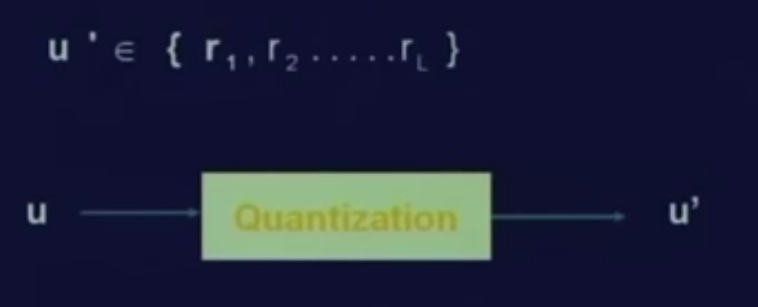 u ' ∈ { r₁, r₂.....r_L }
u Quantization u’